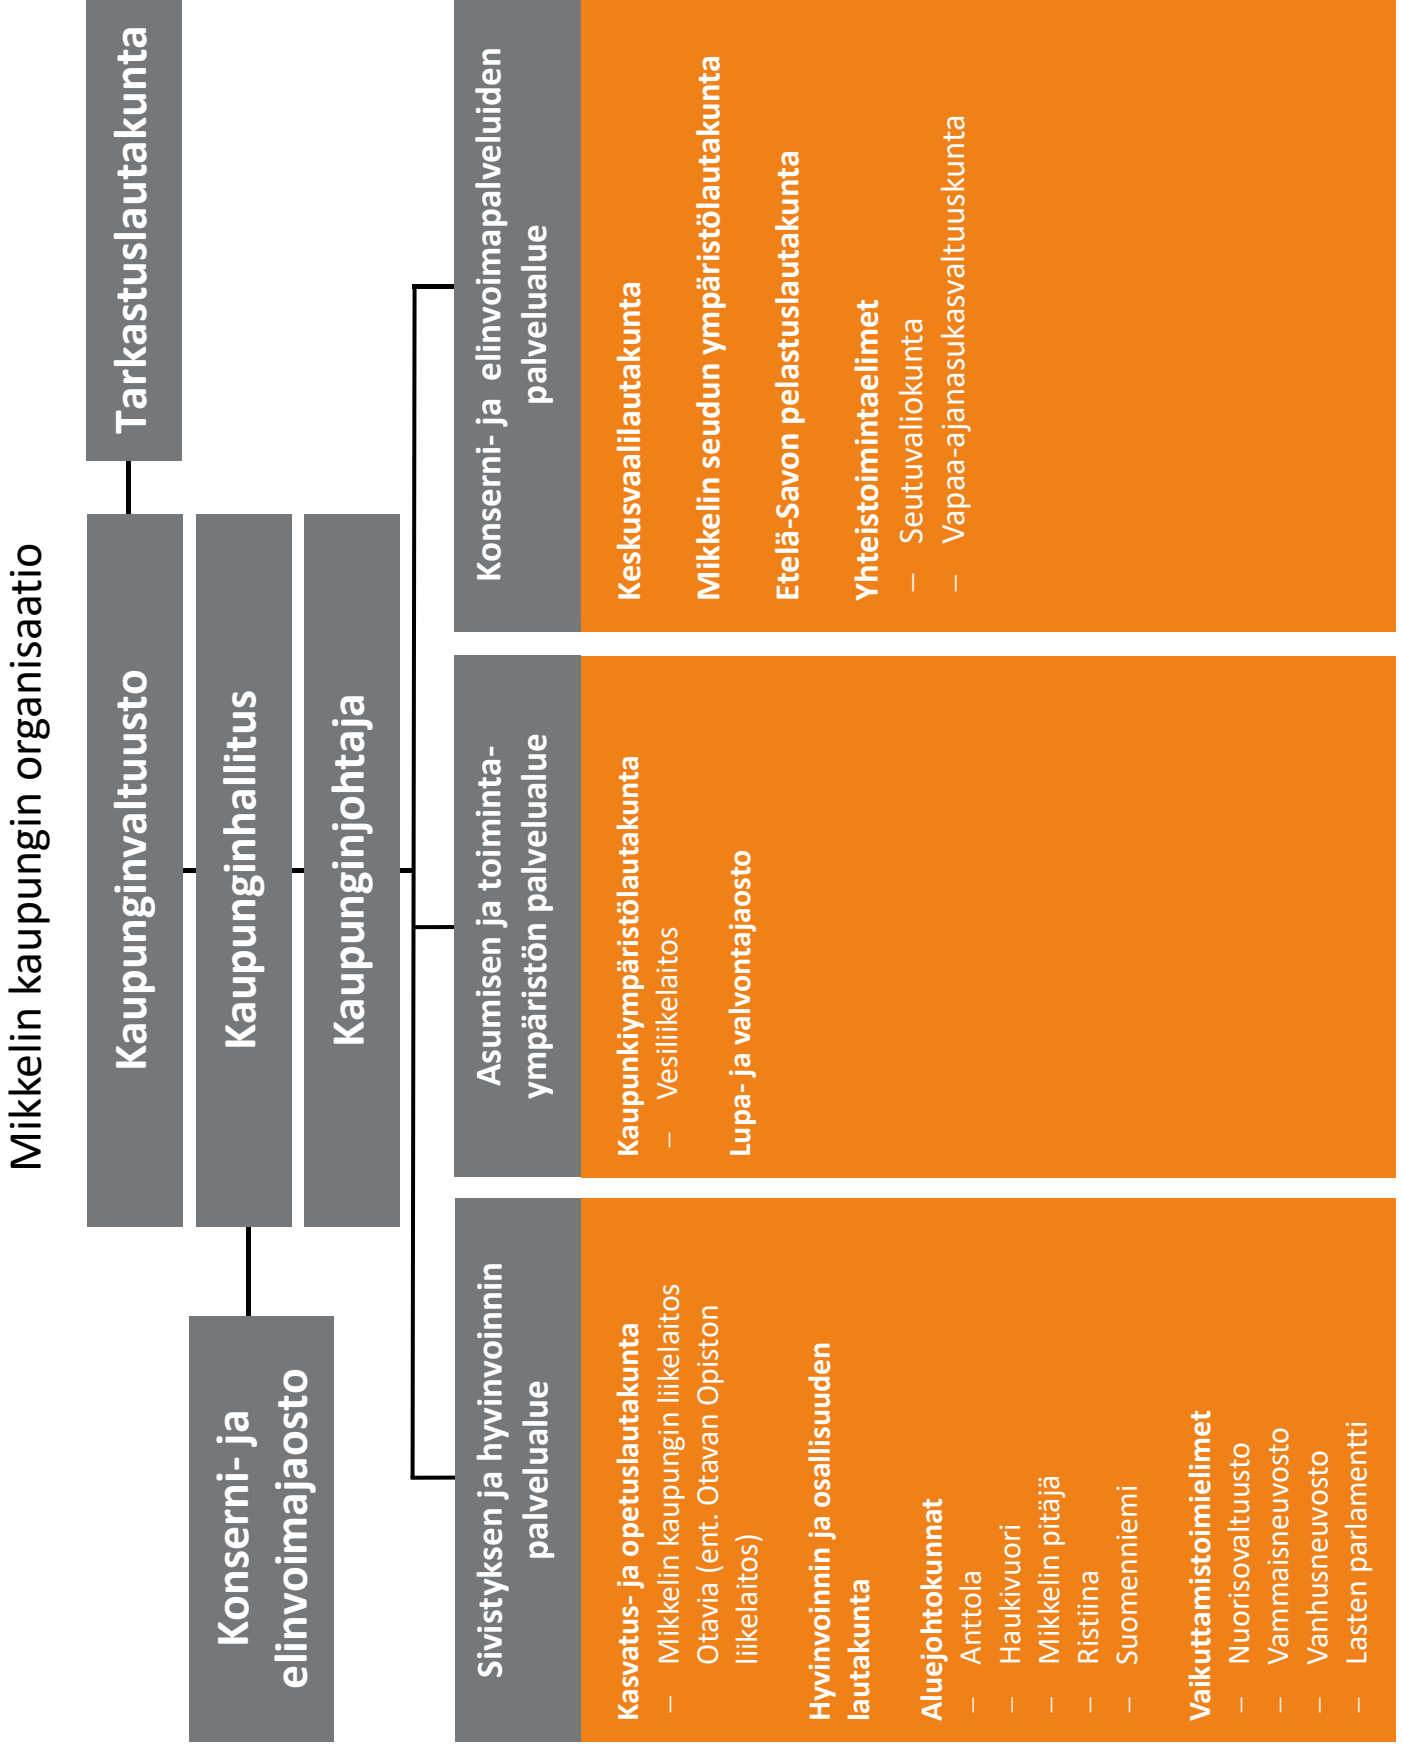 Mikkelin kaupungin organisaatio
Kaupunginvaltuusto
Tarkastuslautakunta
Kaupunginhallitus
Konserni- ja
elinvoimajaosto
Kaupunginjohtaja
Sivistyksen ja hyvinvoinnin
palvelualue
Kasvatus- ja opetuslautakunta
– Mikkelin kaupungin liikelaitos
Otavia (ent. Otavan Opiston
liikelaitos)
Hyvinvoinnin ja osallisuuden
lautakunta
Aluejohtokunnat
– Anttola
– Haukivuori
– Mikkelin pitäjä
– Ristiina
– Suomenniemi
Vaikuttamistoimielimet
– Nuorisovaltuusto
– Vammaisneuvosto
– Vanhusneuvosto
– Lasten parlamentti
Asumisen ja toiminta-
ympäristön palvelualue
Kaupunkiympäristölautakunta
– Vesiliikelaitos
Lupa- ja valvontajaosto
Konserni- ja elinvoimapalveluiden
palvelualue
Keskusvaalilautakunta
Mikkelin seudun ympäristölautakunta
Etelä-Savon pelastuslautakunta
Yhteistoimintaelimet
– Seutuvaliokunta
– Vapaa-ajanasukasvaltuuskunta